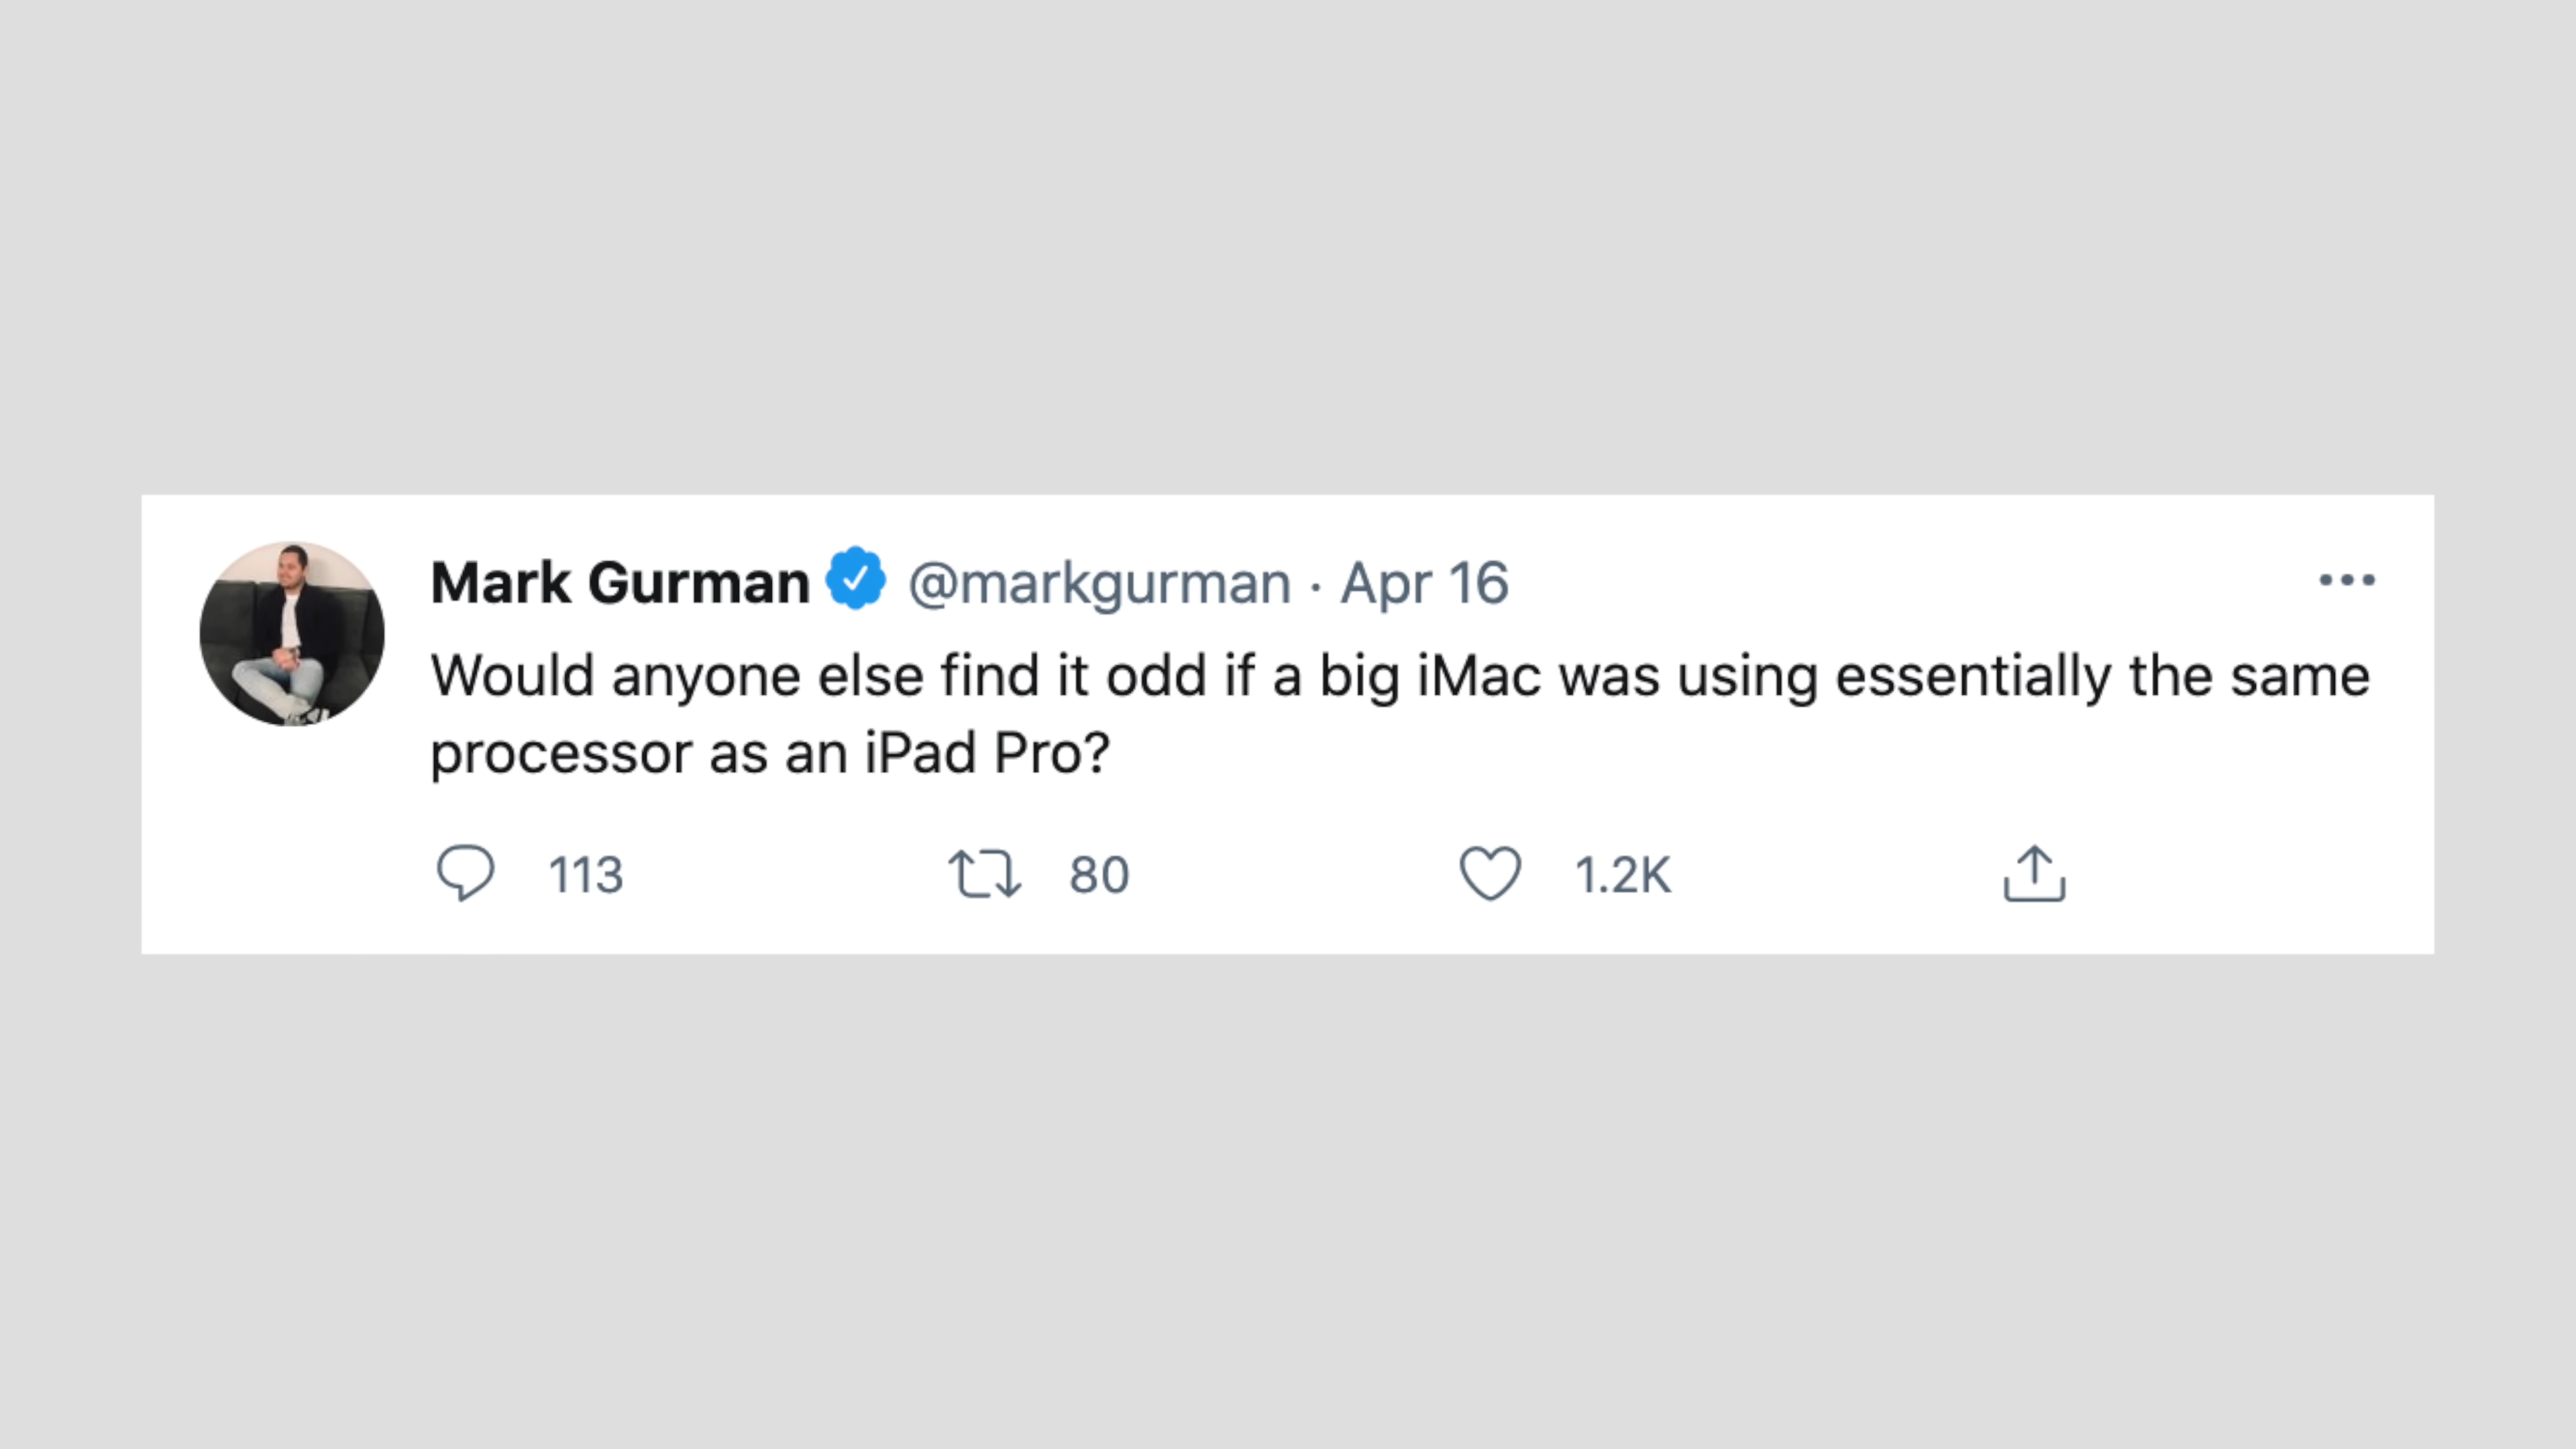 Mark Gurman @markgurman · Apr 16
Would anyone else find it odd if a big iMac was using essentially the same
processor as an iPad Pro?
113 80 1.2K